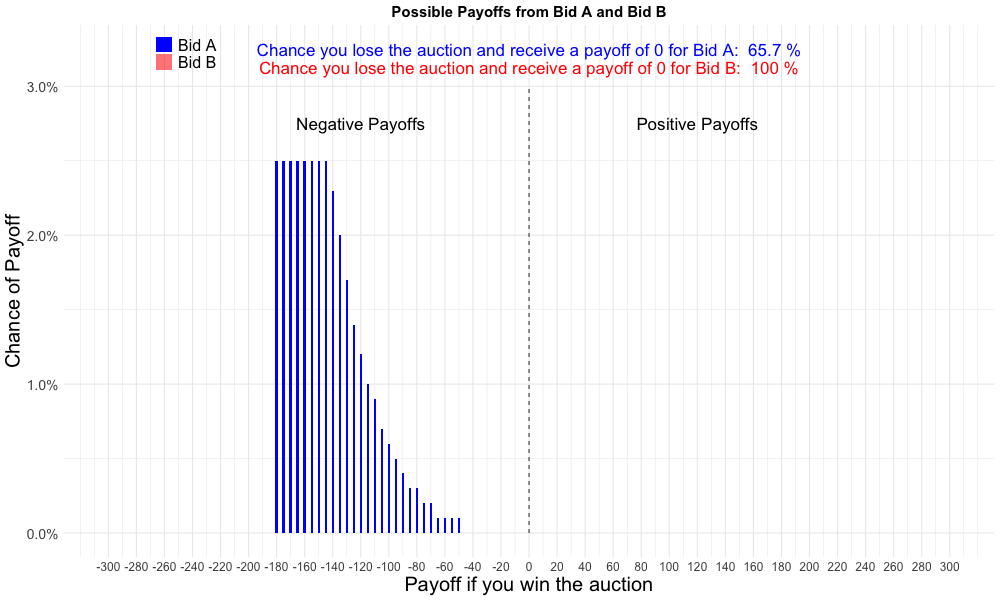 Possible Payoffs from Bid A and Bid B
Bid A
Bid B
Chance you lose the auction and receive a payoff of 0 for Bid A:  65.7 %
Chance you lose the auction and receive a payoff of 0 for Bid B:  100 %
Negative Payoffs
Positive Payoffs
Chance of Payoff
3.0%
2.0%
1.0%
0.0%
-300 -280 -260 -240 -220 -200 -180 -160 -140 -120 -100 -80 -60 -40 -20 0 20 40 60 80 100 120 140 160 180 200 220 240 260 280 300
Payoff if you win the auction